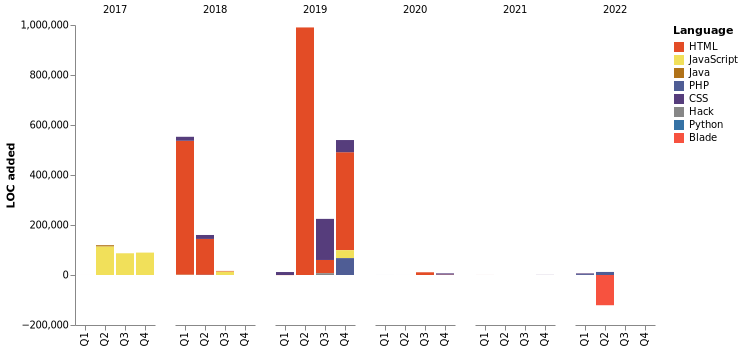 2017 2018 2019 2020 2021 2022
Language
HTML
JavaScript
Java
PHP
CSS
Hack
Python
Blade
LOC added
1,000,000
800,000
600,000
400,000
200,000
0
−200,000
Q1 Q2 Q3 Q4 Q1 Q2 Q3 Q4 Q1 Q2 Q3 Q4 Q1 Q2 Q3 Q4 Q1 Q2 Q3 Q4 Q1 Q2 Q3 Q4